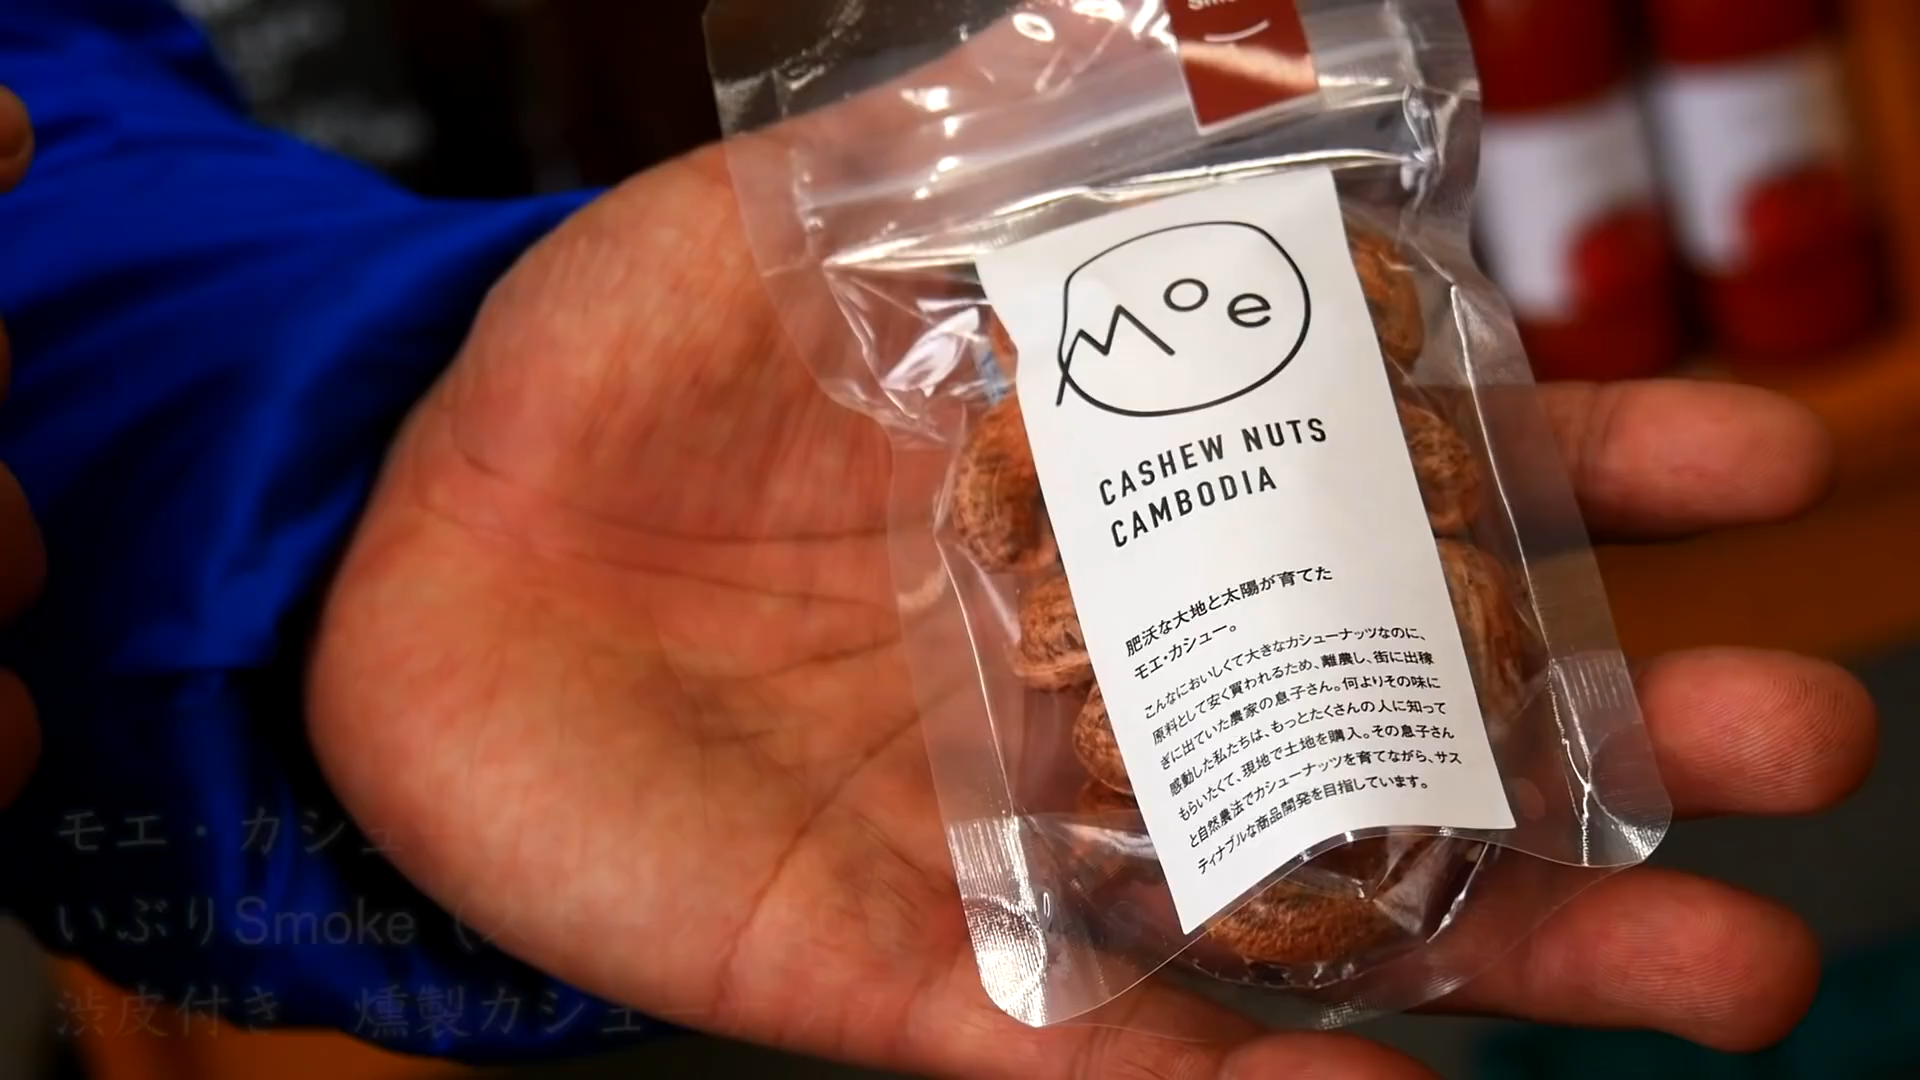 Moe
CASHEW NUTS
CAMBODIA
肥沃な大地と太陽が育てた
モエ・カシュー。
こんなにおいしくて大きなカシューナッツなのに、
原料として安く買われるため、離農し、街に出稼
ぎに出ていた農家の息子さん。何よりその味に
感動した私たちは、もっとたくさんの人に知って
もらいたくて、現地で土地を購入。その息子さん
と自然農法でカシューナッツを育てながら、サス
ティナブルな商品開発を目指しています。
モエ・カシュー
いぶりSmoke
渋皮付き 燻製カシューナッツ